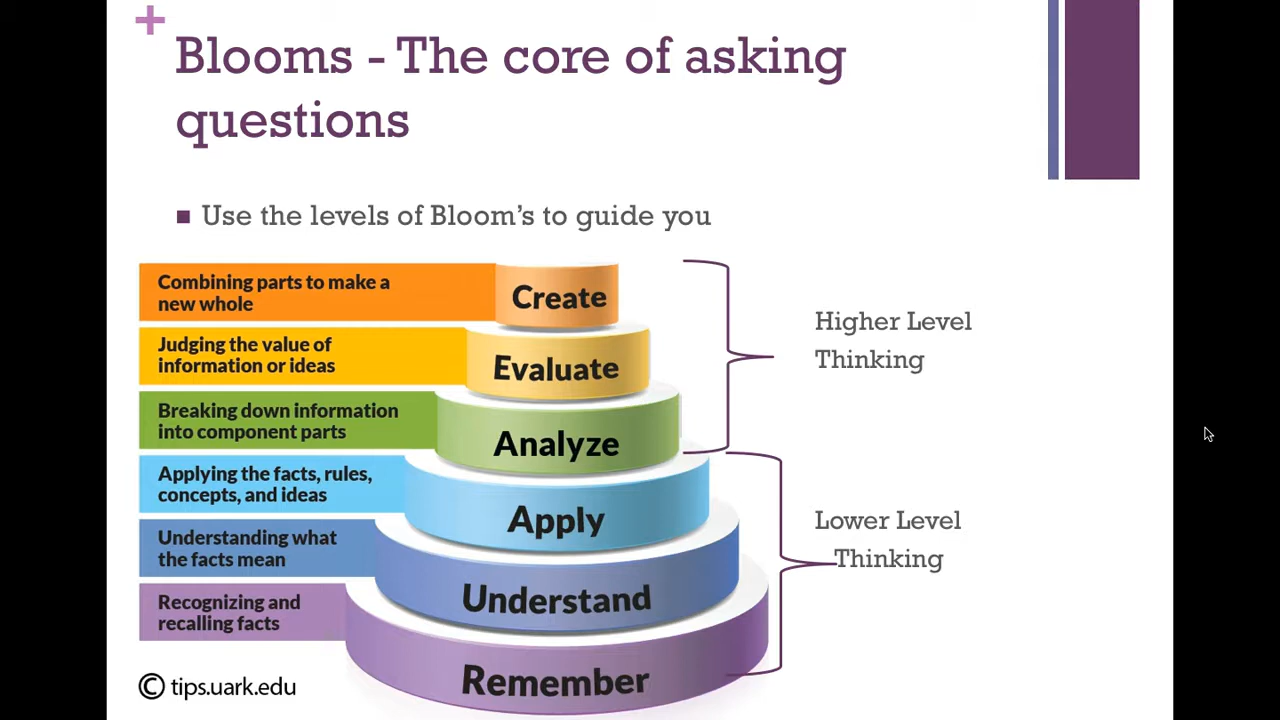 Blooms - The core of asking
questions
Use the levels of Bloom's to guide you
Combining parts to make a
new whole
Create
Judging the value of
information or ideas
Evaluate
Breaking down information
into component parts
Analyze
Applying the facts, rules,
concepts, and ideas
Apply
Understanding what
the facts mean
Understand
Recognizing and
recalling facts
Remember
Higher Level
Thinking
Lower Level
Thinking
© tips.uark.edu